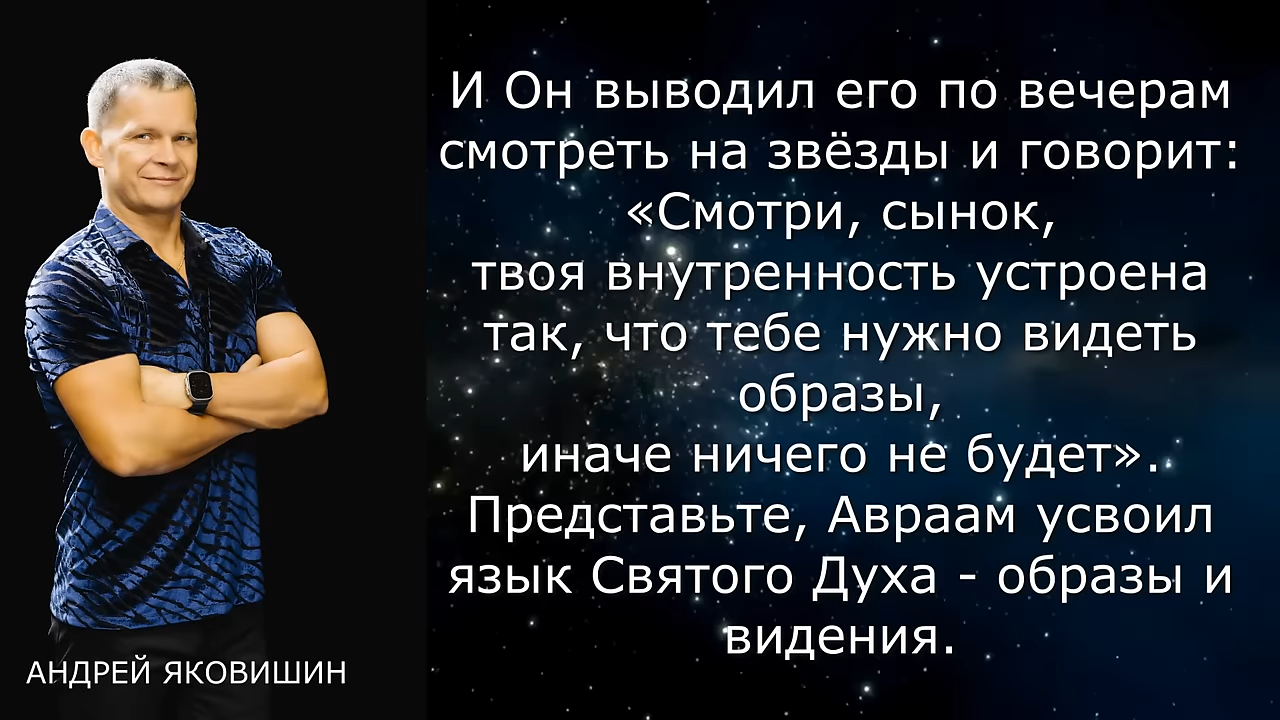 И Он выводил его по вечерам
смотреть на звёзды и говорит:
«Смотри, сынок,
твоя внутренность устроена
так, что тебе нужно видеть
образы,
иначе ничего не будет».
Представьте, Авраам усвоил
язык Святого Духа - образы и
видения.
АНДРЕЙ ЯКОВИШИН